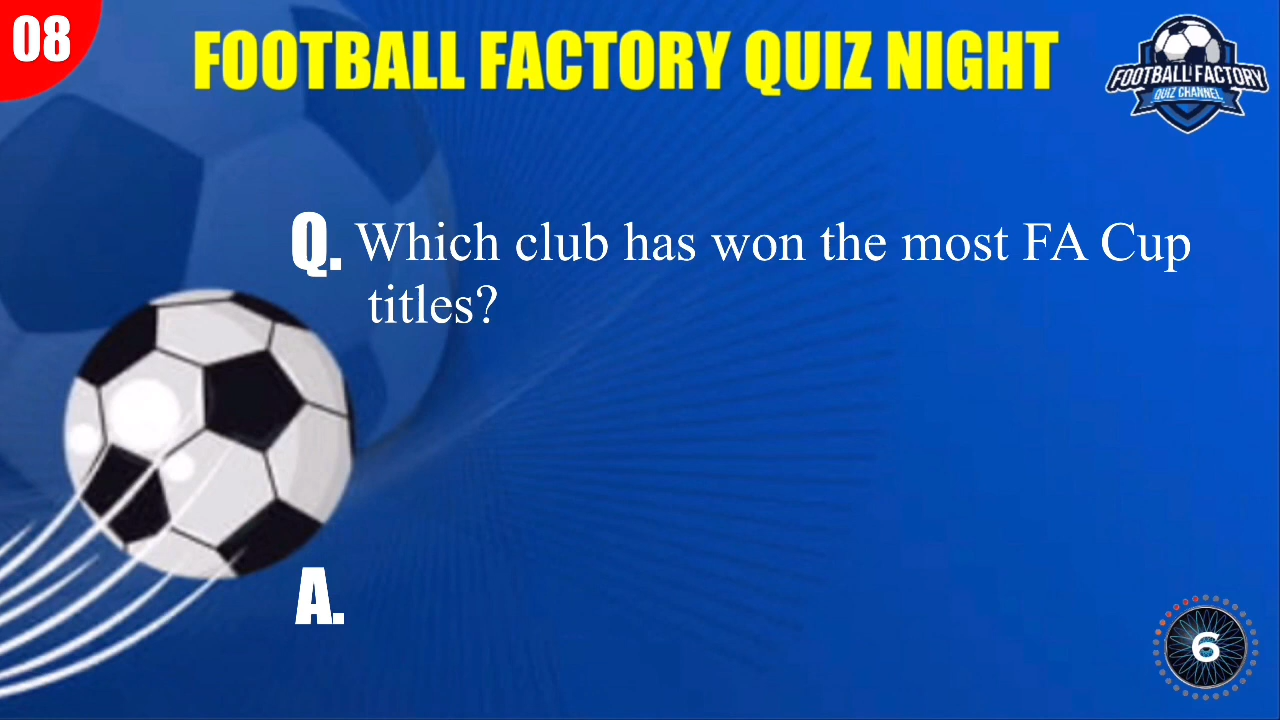 08
FOOTBALL FACTORY QUIZ NIGHT
FOOTBALL FACTORY
QUIZ CHANNEL
Q. Which club has won the most FA Cup
titles?
A.
6